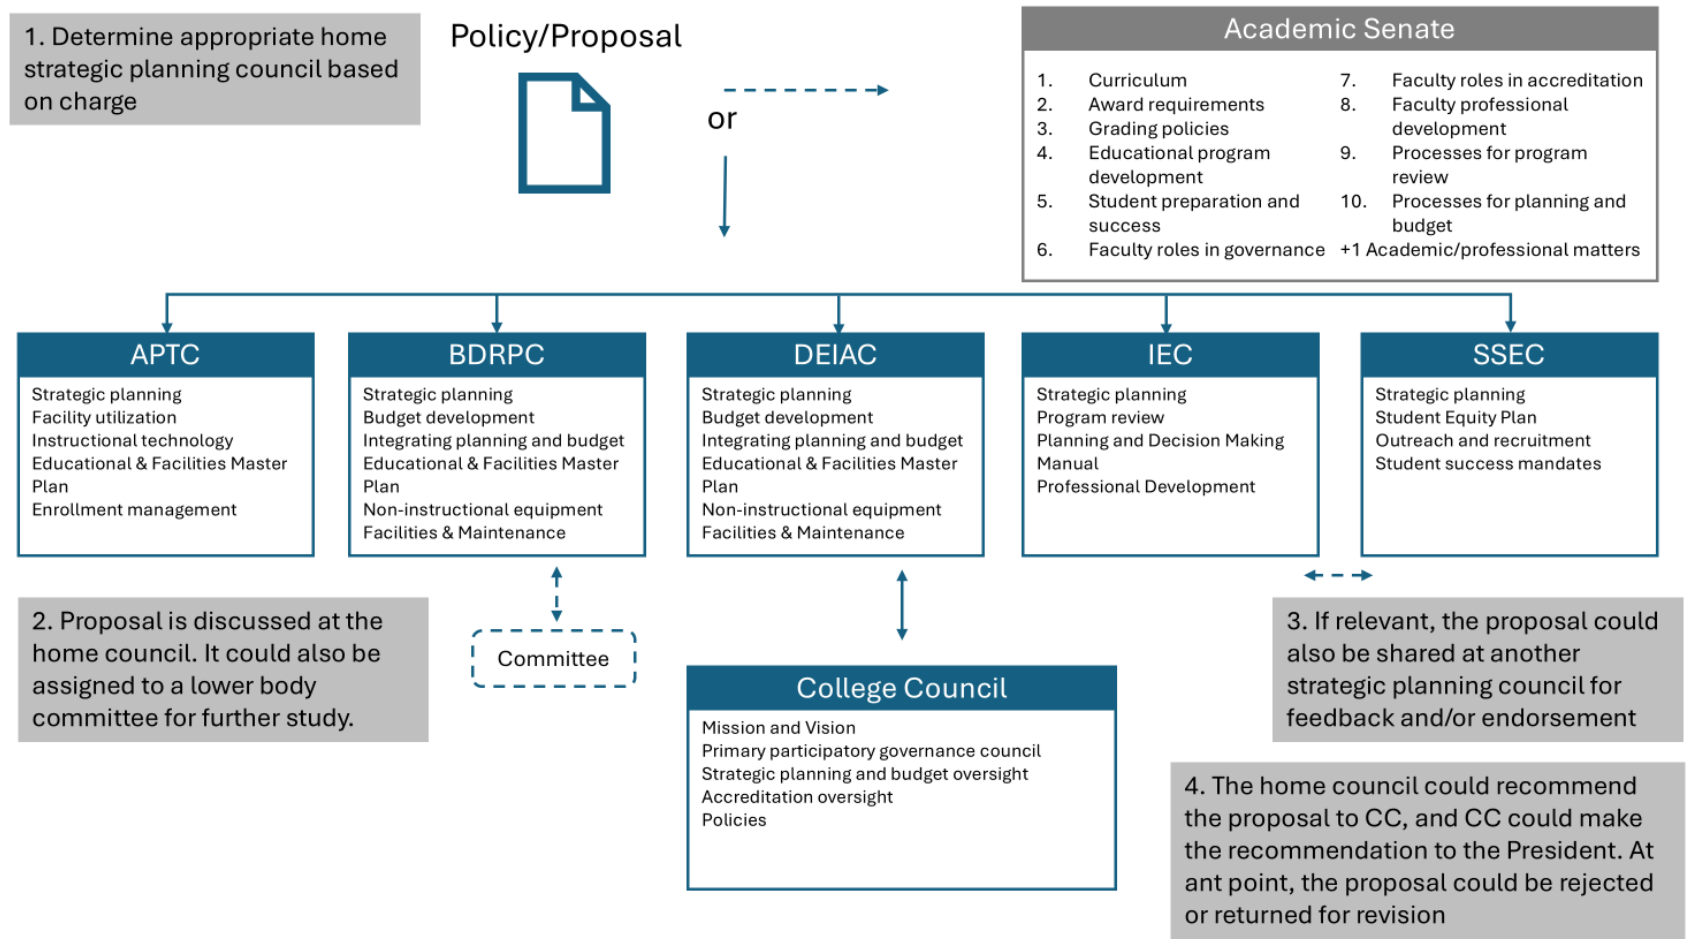 1. Determine appropriate home
strategic planning council based
on charge
Policy/Proposal
or
Academic Senate
1. Curriculum
2. Award requirements
3. Grading policies
4. Educational program
development
5. Student preparation and
success
6. Faculty roles in governance
7. Faculty roles in accreditation
8. Faculty professional
development
9. Processes for program
review
10. Processes for planning and
budget
+1 Academic/professional matters
APTC
Strategic planning
Facility utilization
Instructional technology
Educational & Facilities Master
Plan
Enrollment management
BDRPC
Strategic planning
Budget development
Integrating planning and budget
Educational & Facilities Master
Plan
Non-instructional equipment
Facilities & Maintenance
DEIAC
Strategic planning
Budget development
Integrating planning and budget
Educational & Facilities Master
Plan
Non-instructional equipment
Facilities & Maintenance
IEC
Strategic planning
Program review
Planning and Decision Making
Manual
Professional Development
SSEC
Strategic planning
Student Equity Plan
Outreach and recruitment
Student success mandates
2. Proposal is discussed at the
home council. It could also be
assigned to a lower body
committee for further study.
Committee
College Council
Mission and Vision
Primary participatory governance council
Strategic planning and budget oversight
Accreditation oversight
Policies
3. If relevant, the proposal could
also be shared at another
strategic planning council for
feedback and/or endorsement
4. The home council could recommend
the proposal to CC, and CC could make
the recommendation to the President. At
ant point, the proposal could be rejected
or returned for revision